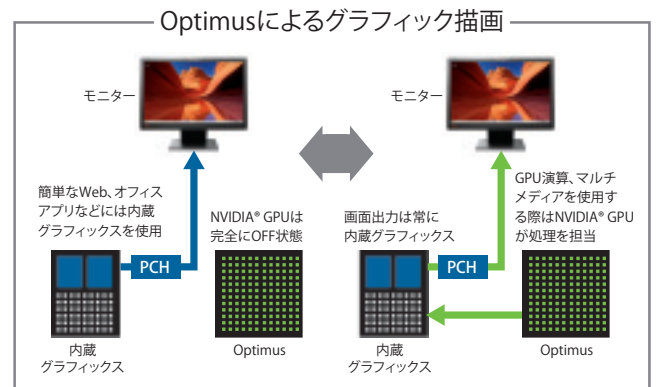 Optimusによるグラフィック描画
モニター
簡単なWeb、オフィス
アプリなどには内蔵
グラフィックスを使用
NVIDIA® GPUは
完全にOFF状態
PCH
内蔵
グラフィックス
Optimus
モニター
画面出力は常に
内蔵グラフィックス
GPU演算、マルチ
メディアを使用す
る際はNVIDIA® GPU
が処理を担当
PCH
内蔵
グラフィックス
Optimus